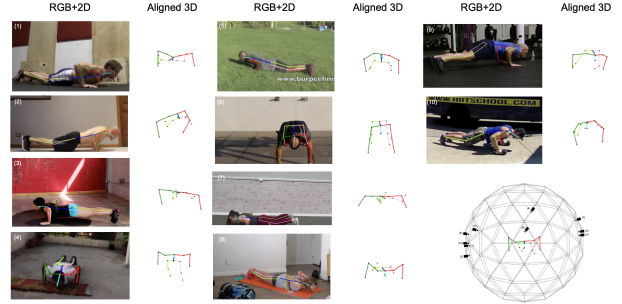 RGB+2D Aligned 3D RGB+2D Aligned 3D RGB+2D Aligned 3D
(1) (5) (9)
www.burpeefine
(2) (6) (10)
WWW.HIITSCHOOL.COM
(3) (7)
(4) (8)